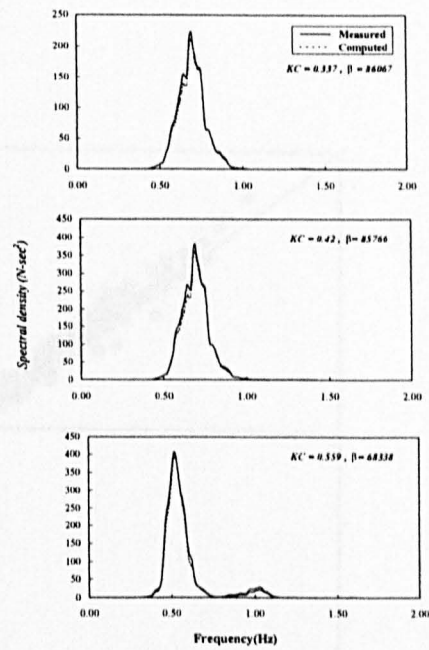 250
200
150
100
50
0
Measured
Computed
KC = 0.337 , β = 86067
0.00 0.50 1.00 1.50 2.00
Spectral density (N-sec²)
450
400
350
300
250
200
150
100
50
0
KC = 0.42 , β= 85766
0.00 0.50 1.00 1.50 2.00
450
400
350
300
250
200
150
100
50
0
KC = 0.559 , β= 68338
0.00 0.50 1.00 1.50 2.00
Frequency(Hz)